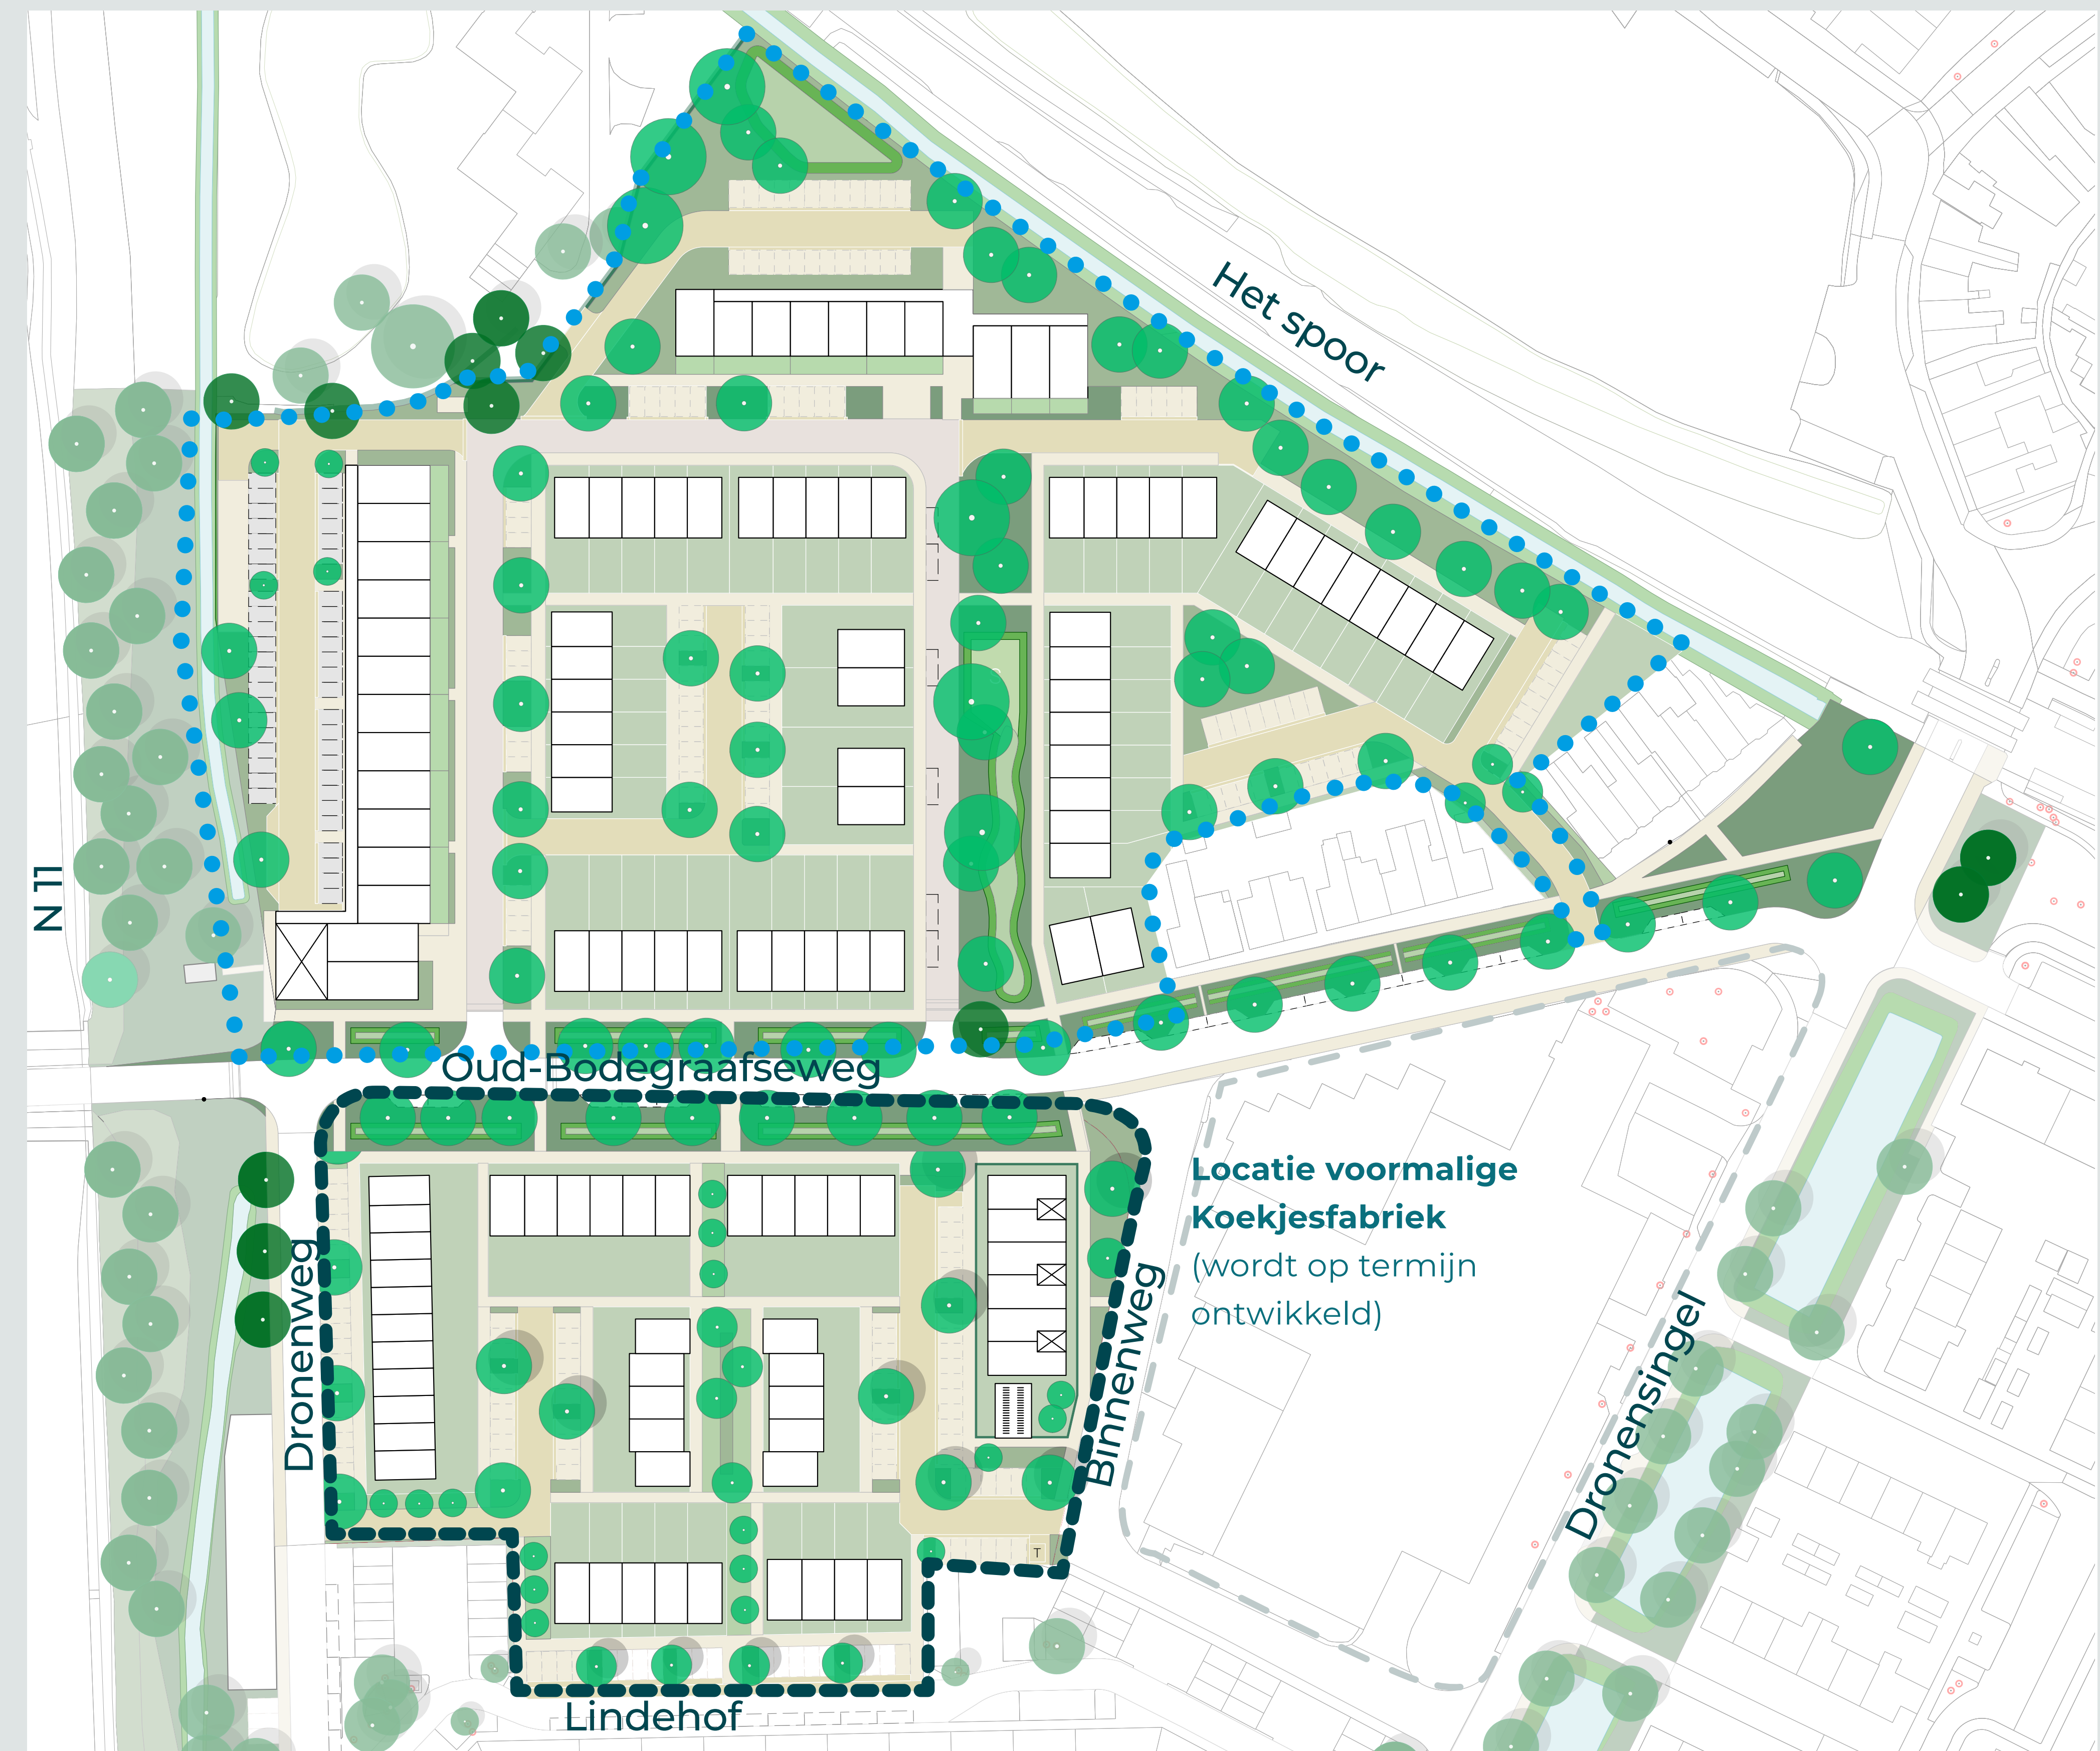 Het spoor
N 11
Oud-Bodegraafseweg
Locatie voormalige
Koekjesfabriek
(wordt op termijn
ontwikkeld)
Dronenweg
Binnenweg
Dronensingel
T
Lindehof